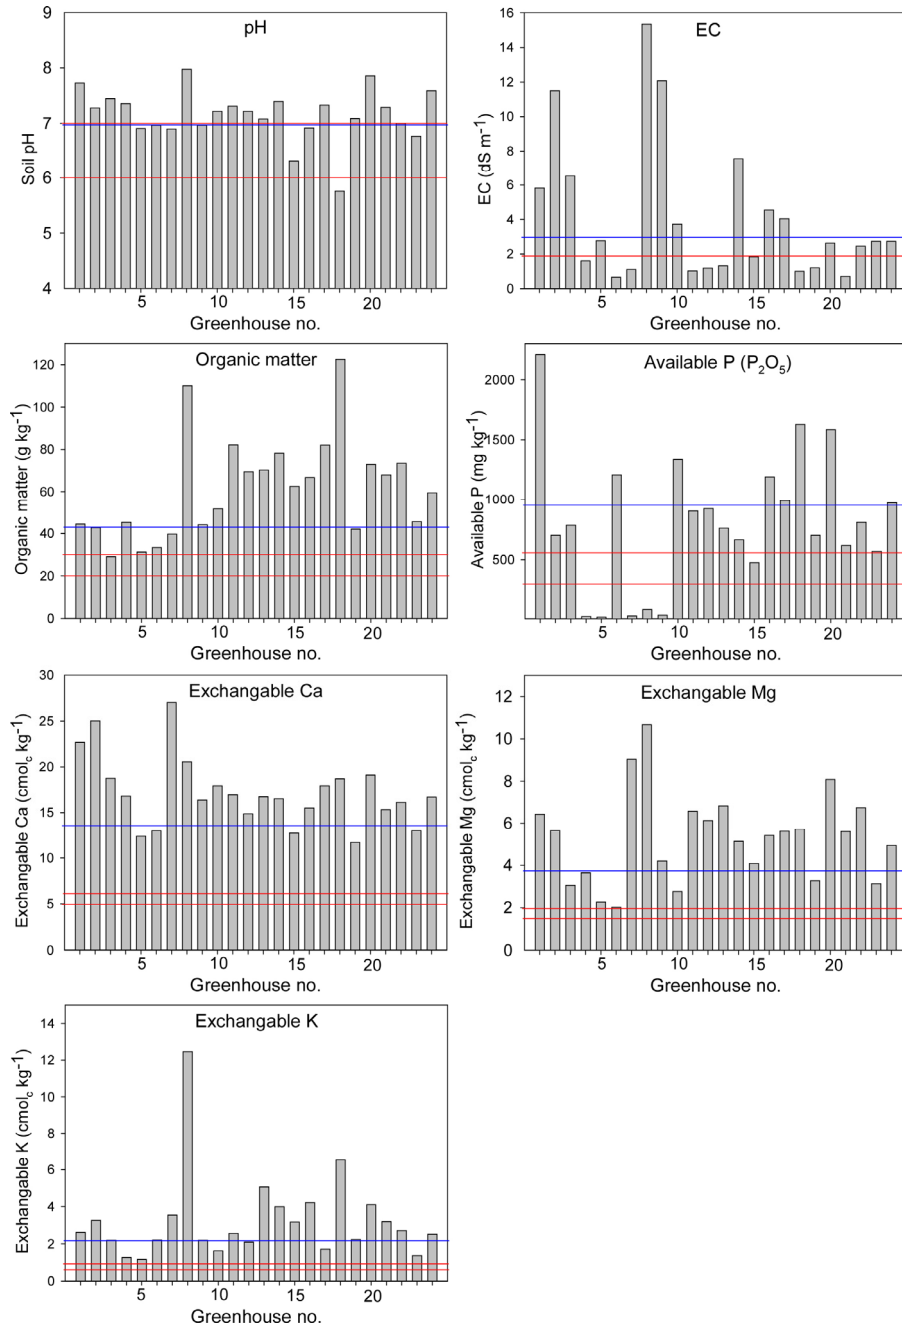 pH
Soil pH
9
8
7
6
5
4
5 10 15 20
Greenhouse no.
EC
EC (dS m⁻¹)
16
14
12
10
8
6
4
2
0
5 10 15 20
Greenhouse no.
Organic matter
Organic matter (g kg⁻¹)
120
100
80
60
40
20
0
5 10 15 20
Greenhouse no.
Available P (P₂O₅)
Available P (mg kg⁻¹)
2000
1500
1000
500
5 10 15 20
Greenhouse no.
Exchangable Ca
Exchangable Ca (cmol꜀ kg⁻¹)
30
25
20
15
10
5
0
5 10 15 20
Greenhouse no.
Exchangable Mg
Exchangable Mg (cmol꜀ kg⁻¹)
12
10
8
6
4
2
0
5 10 15 20
Greenhouse no.
Exchangable K
Exchangable K (cmol꜀ kg⁻¹)
14
12
10
8
6
4
2
0
5 10 15 20
Greenhouse no.